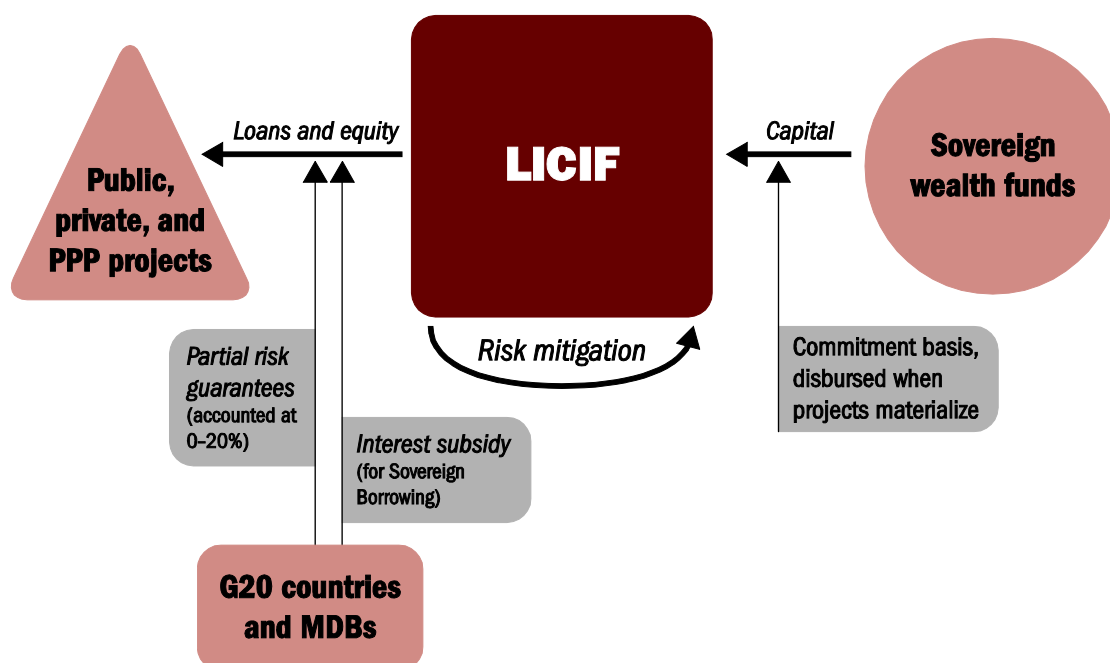 Public,
private, and
PPP projects
Loans and equity
LICIF
Capital
Sovereign
wealth funds
Risk mitigation
Partial risk
guarantees
(accounted at
0–20%)
Interest subsidy
(for Sovereign
Borrowing)
Commitment basis,
disbursed when
projects materialize
G20 countries
and MDBs